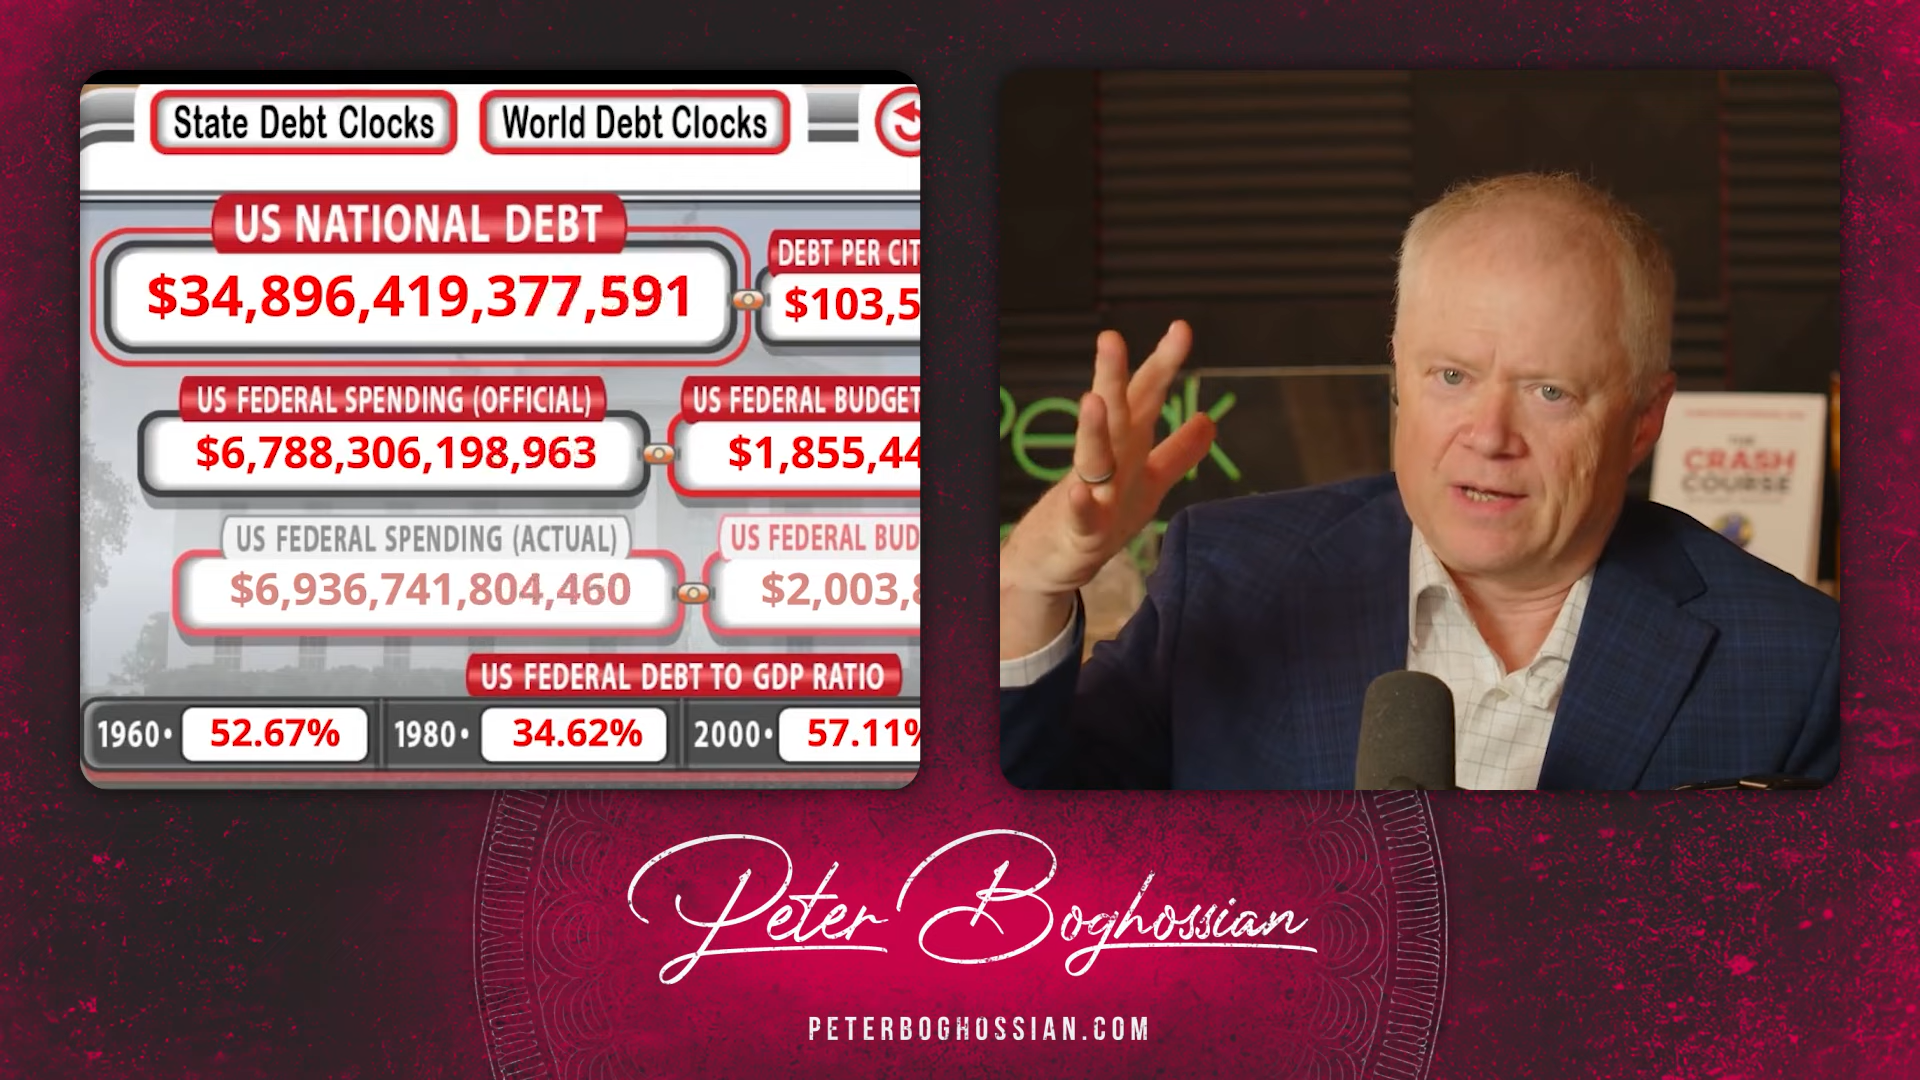 State Debt Clocks
World Debt Clocks
US NATIONAL DEBT
$34,896,419,377,591
DEBT PER CIT
$103,5
US FEDERAL SPENDING (OFFICIAL)
$6,788,306,198,963
US FEDERAL BUDGET
$1,855,44
US FEDERAL SPENDING (ACTUAL)
$6,936,741,804,460
US FEDERAL BUD
$2,003,8
US FEDERAL DEBT TO GDP RATIO
1960• 52.67% 1980• 34.62% 2000• 57.11%
Peak
THE
CRASH
COURSE
Peter Boghossian
PETERBOGHOSSIAN.COM